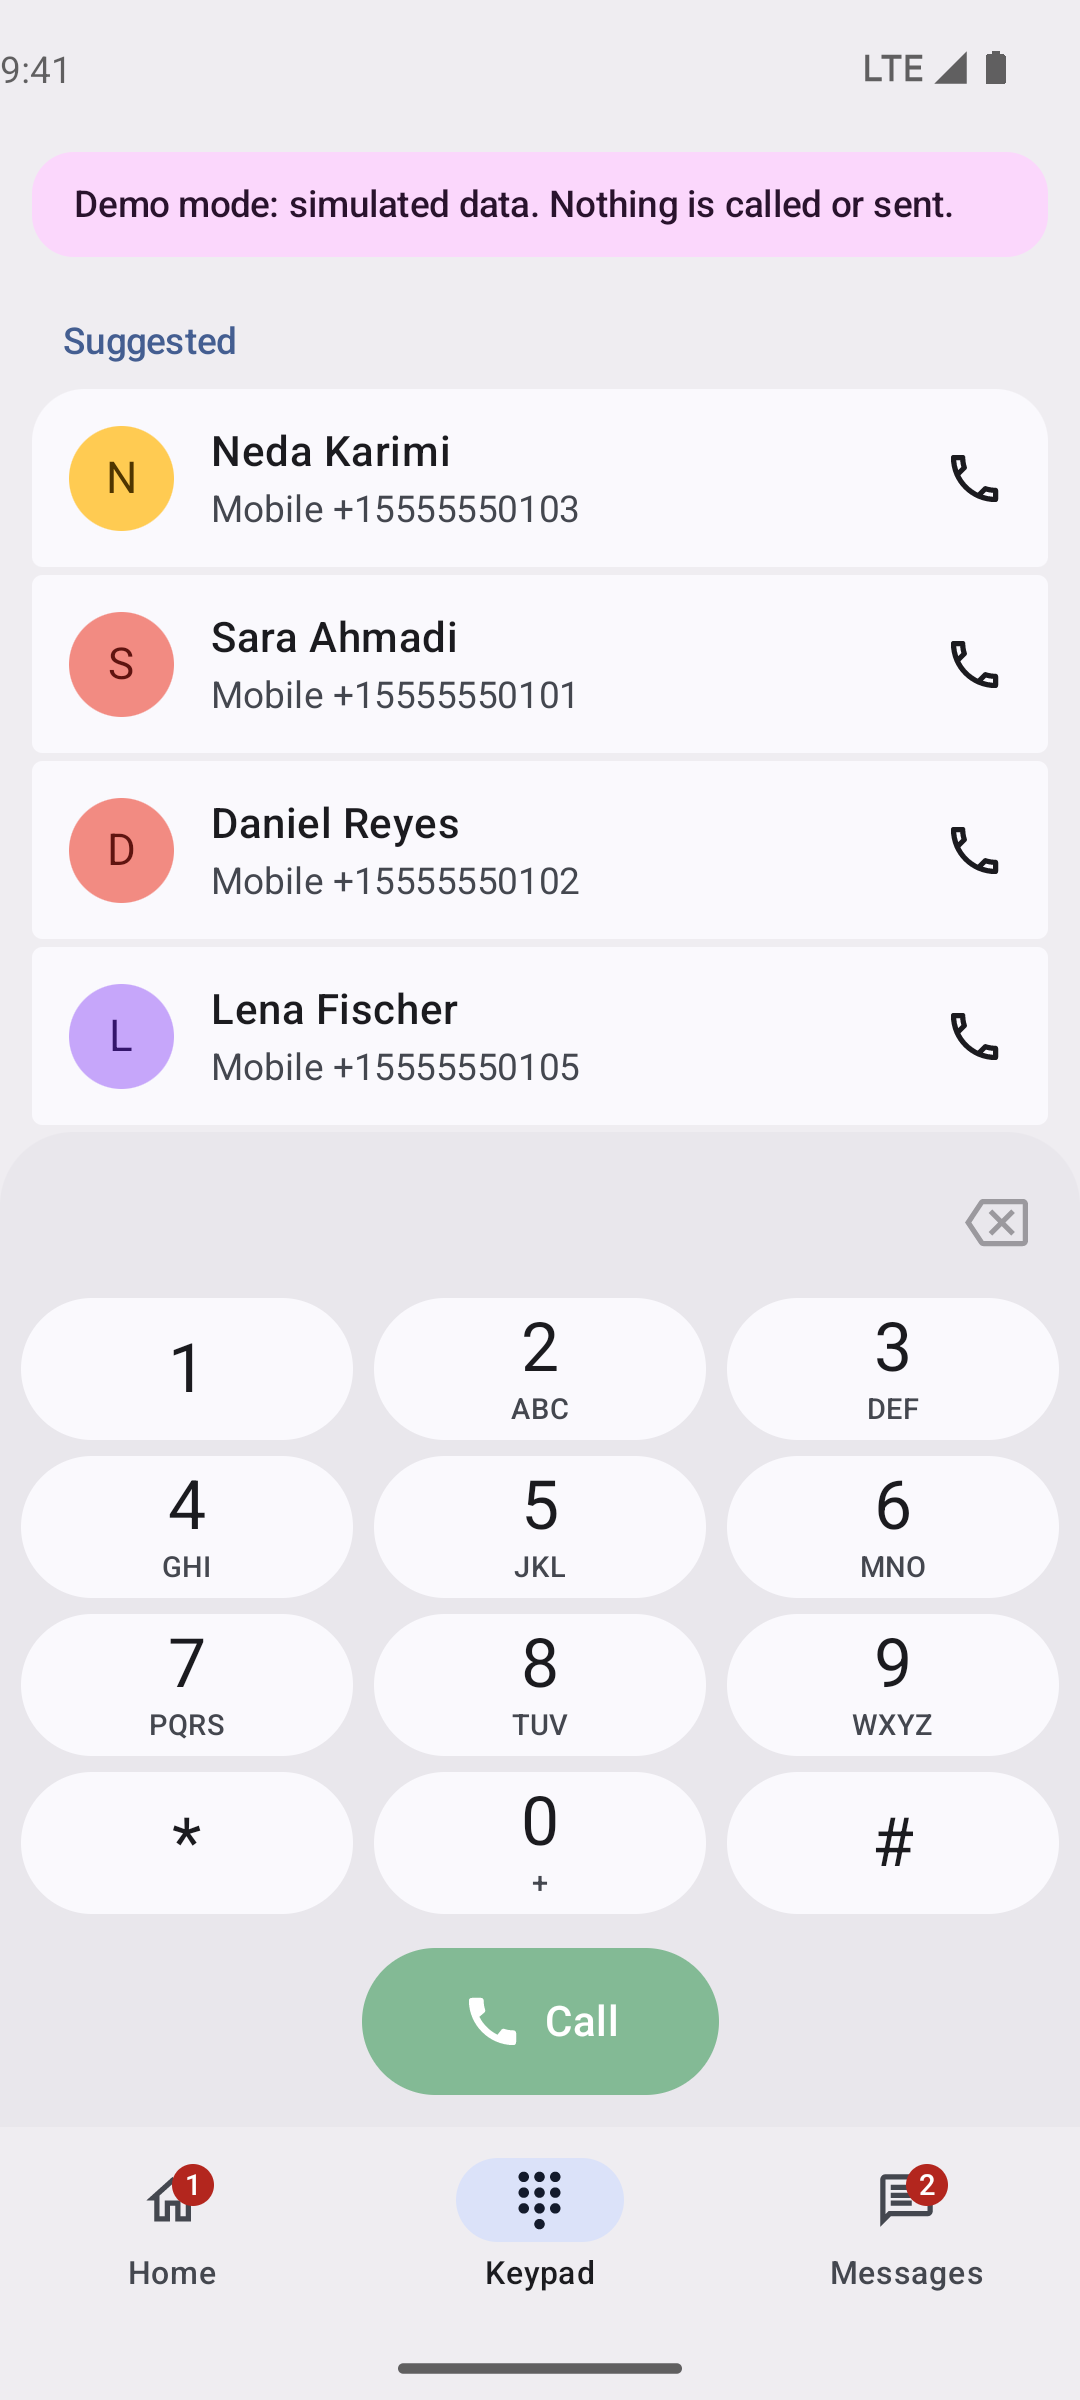 9:41
LTE
Demo mode: simulated data. Nothing is called or sent.
Suggested
N
Neda Karimi
Mobile +15555550103
S
Sara Ahmadi
Mobile +15555550101
D
Daniel Reyes
Mobile +15555550102
L
Lena Fischer
Mobile +15555550105
1
2
ABC
3
DEF
4
GHI
5
JKL
6
MNO
7
PQRS
8
TUV
9
WXYZ
*
0
+
#
Call
1
Home
Keypad
2
Messages